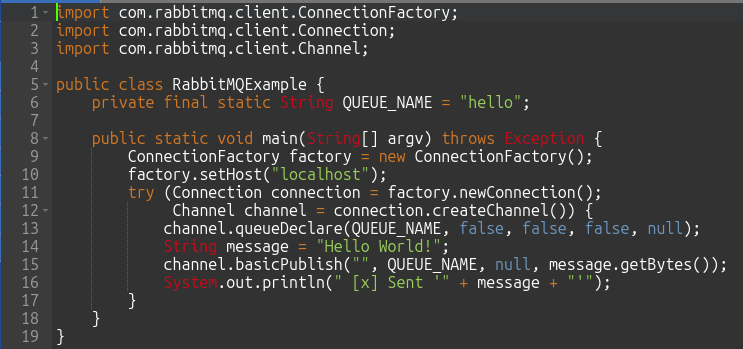 1 import com.rabbitmq.client.ConnectionFactory;
2 import com.rabbitmq.client.Connection;
3 import com.rabbitmq.client.Channel;
4
5 public class RabbitMQExample {
6     private final static String QUEUE_NAME = "hello";
7
8     public static void main(String[] argv) throws Exception {
9         ConnectionFactory factory = new ConnectionFactory();
10         factory.setHost("localhost");
11         try (Connection connection = factory.newConnection();
12              Channel channel = connection.createChannel()) {
13             channel.queueDeclare(QUEUE_NAME, false, false, false, null);
14             String message = "Hello World!";
15             channel.basicPublish("", QUEUE_NAME, null, message.getBytes());
16             System.out.println(" [x] Sent '" + message + "'");
17         }
18     }
19 }